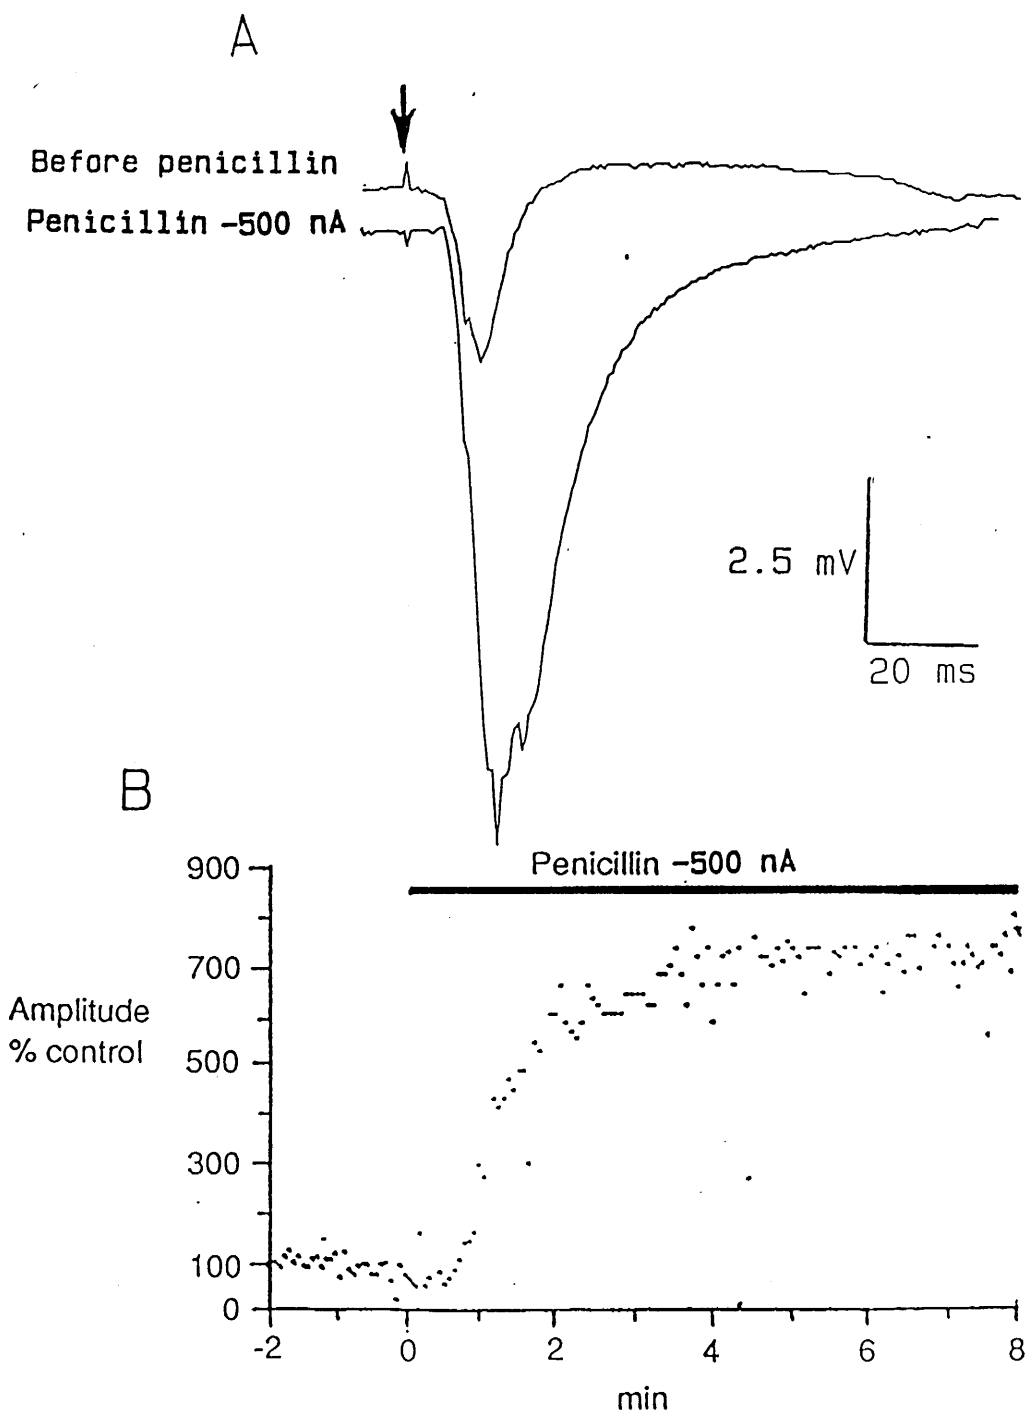 A
Before penicillin
Penicillin -500 nA
2.5 mV
20 ms
B
Penicillin -500 nA
900
700
Amplitude
% control
500
300
100
0
-2 0 2 4 6 8
min